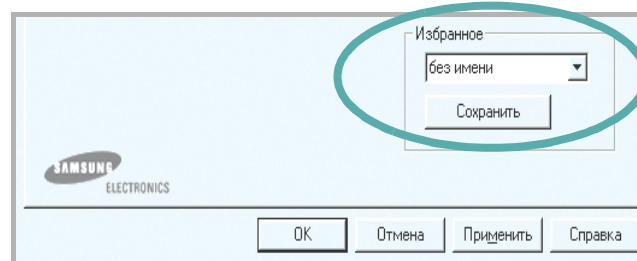 Избранное
без имени
Сохранить
SAMSUNG
ELECTRONICS
OK Отмена Применить Справка